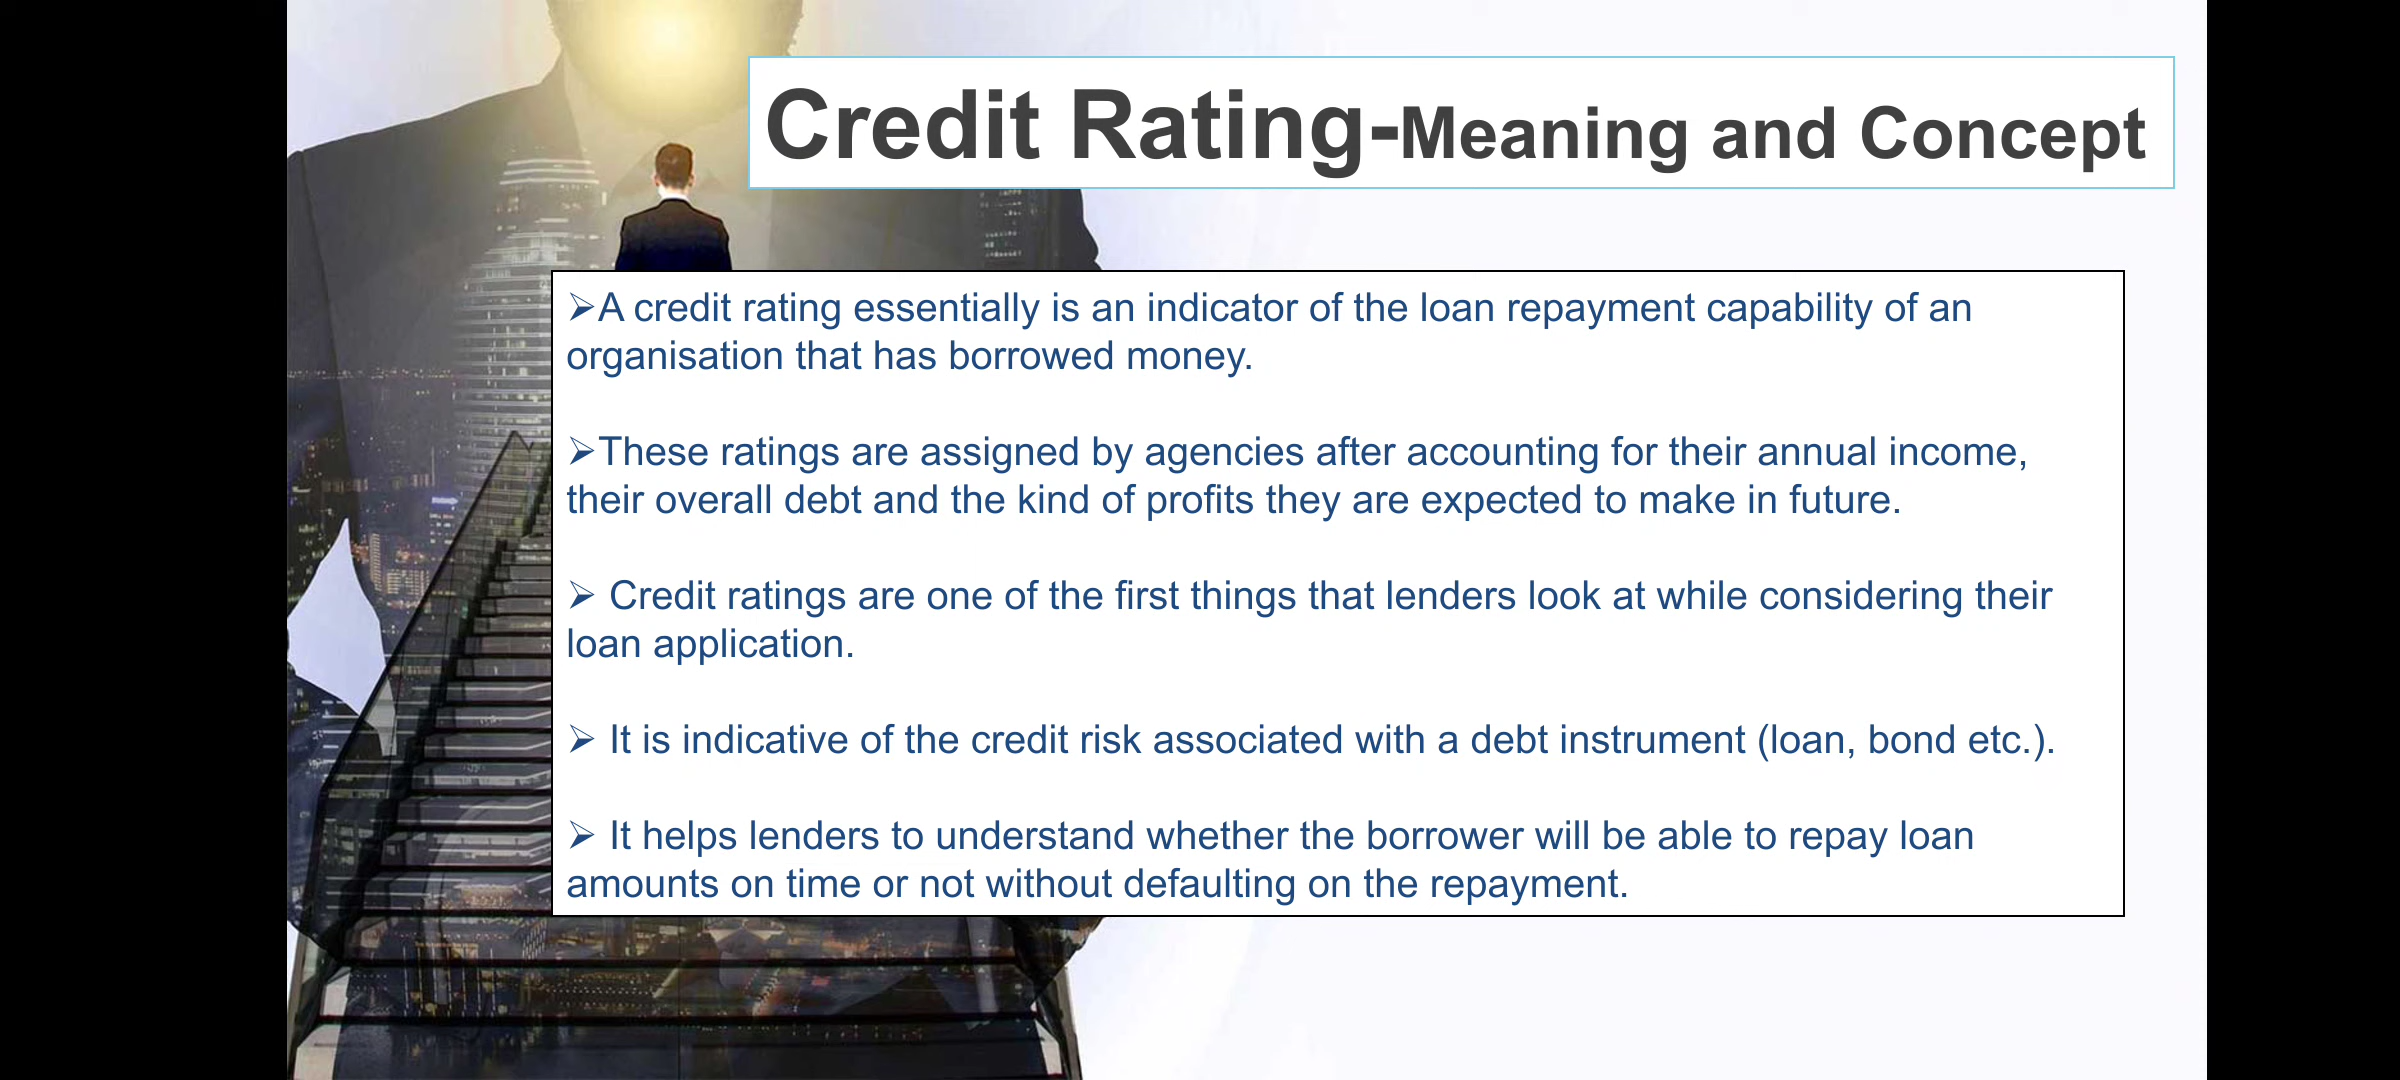 Credit Rating-Meaning and Concept
➢A credit rating essentially is an indicator of the loan repayment capability of an
organisation that has borrowed money.
➢These ratings are assigned by agencies after accounting for their annual income,
their overall debt and the kind of profits they are expected to make in future.
➢ Credit ratings are one of the first things that lenders look at while considering their
loan application.
➢ It is indicative of the credit risk associated with a debt instrument (loan, bond etc.).
➢ It helps lenders to understand whether the borrower will be able to repay loan
amounts on time or not without defaulting on the repayment.